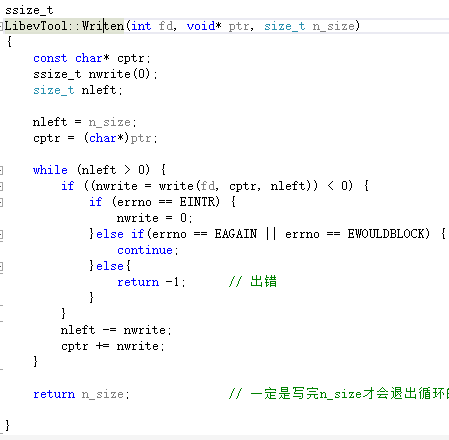 ssize_t
LibevTool::Writen(int fd, void* ptr, size_t n_size)
{
    const char* cptr;
    ssize_t nwrite(0);
    size_t nleft;

    nleft = n_size;
    cptr = (char*)ptr;

    while (nleft > 0) {
        if ((nwrite = write(fd, cptr, nleft)) < 0) {
            if (errno == EINTR) {
                nwrite = 0;
            }else if(errno == EAGAIN || errno == EWOULDBLOCK) {
                continue;
            }else{
                return -1;      // 出错
            }
        }
        nleft -= nwrite;
        cptr += nwrite;
    }

    return n_size;              // 一定是写完n_size才会退出循环

}